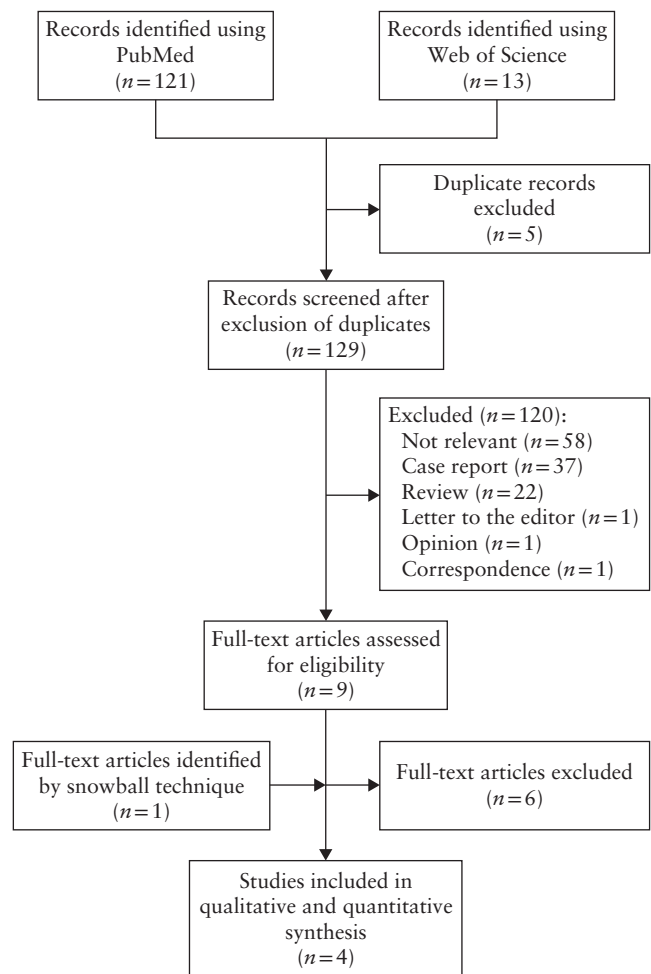 Records identified using
PubMed
(n=121)
Records identified using
Web of Science
(n=13)
Duplicate records
excluded
(n=5)
Records screened after
exclusion of duplicates
(n=129)
Excluded (n=120):
Not relevant (n=58)
Case report (n=37)
Review (n=22)
Letter to the editor (n=1)
Opinion (n=1)
Correspondence (n=1)
Full-text articles assessed
for eligibility
(n=9)
Full-text articles identified
by snowball technique
(n=1)
Full-text articles excluded
(n=6)
Studies included in
qualitative and quantitative
synthesis
(n=4)